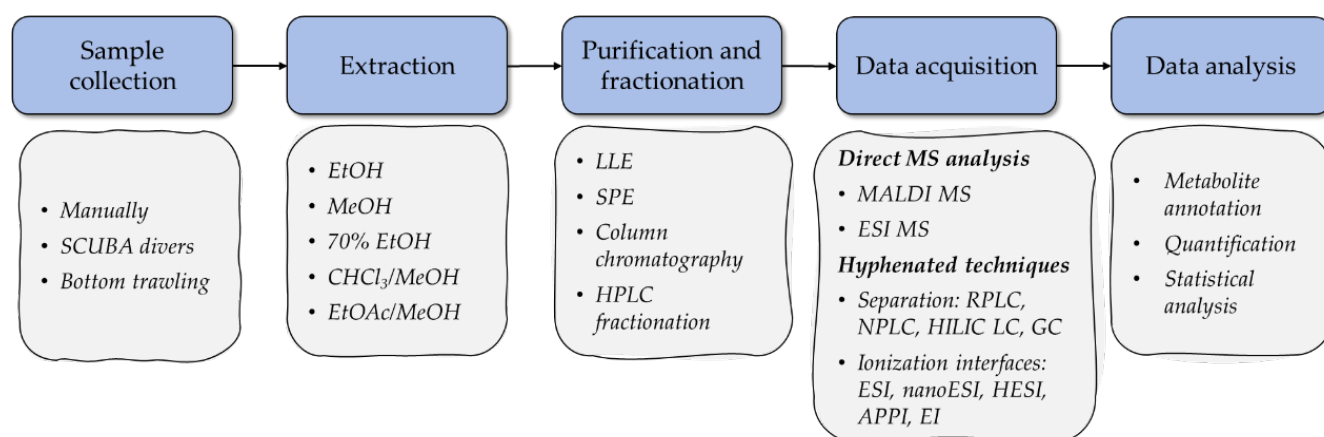 Sample
collection
Extraction
Purification and
fractionation
Data acquisition
Data analysis
• Manually
• SCUBA divers
• Bottom trawling
• EtOH
• MeOH
• 70% EtOH
• CHCl₃/MeOH
• EtOAc/MeOH
• LLE
• SPE
• Column
chromatography
• HPLC
fractionation
Direct MS analysis
• MALDI MS
• ESI MS
Hyphenated techniques
• Separation: RPLC,
NPLC, HILIC LC, GC
• Ionization interfaces:
ESI, nanoESI, HESI,
APPI, EI
• Metabolite
annotation
• Quantification
• Statistical
analysis